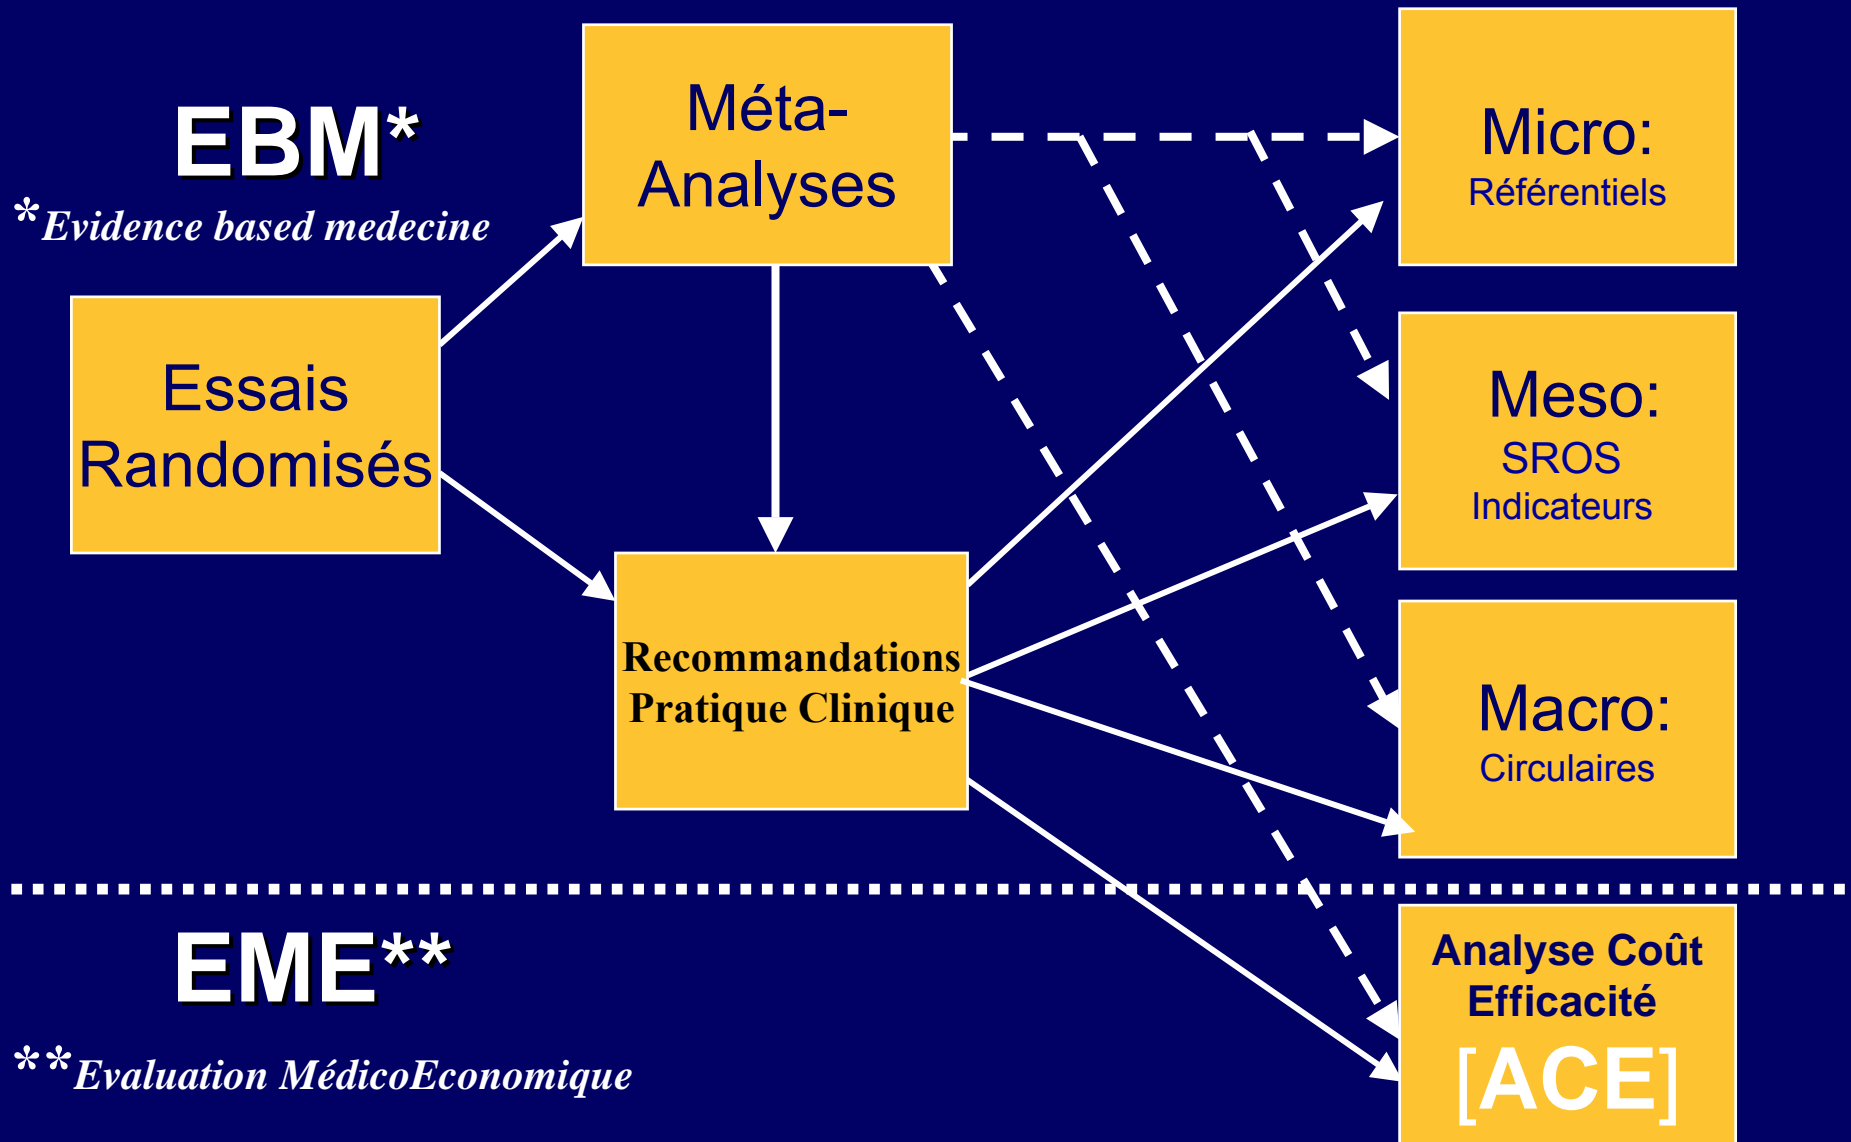 EBM*
*Evidence based medecine
Essais
Randomisés
Méta-
Analyses
Recommandations
Pratique Clinique
Micro:
Référentiels
Meso:
SROS
Indicateurs
Macro:
Circulaires
EME**
**Evaluation MédicoEconomique
Analyse Coût
Efficacité
[ACE]